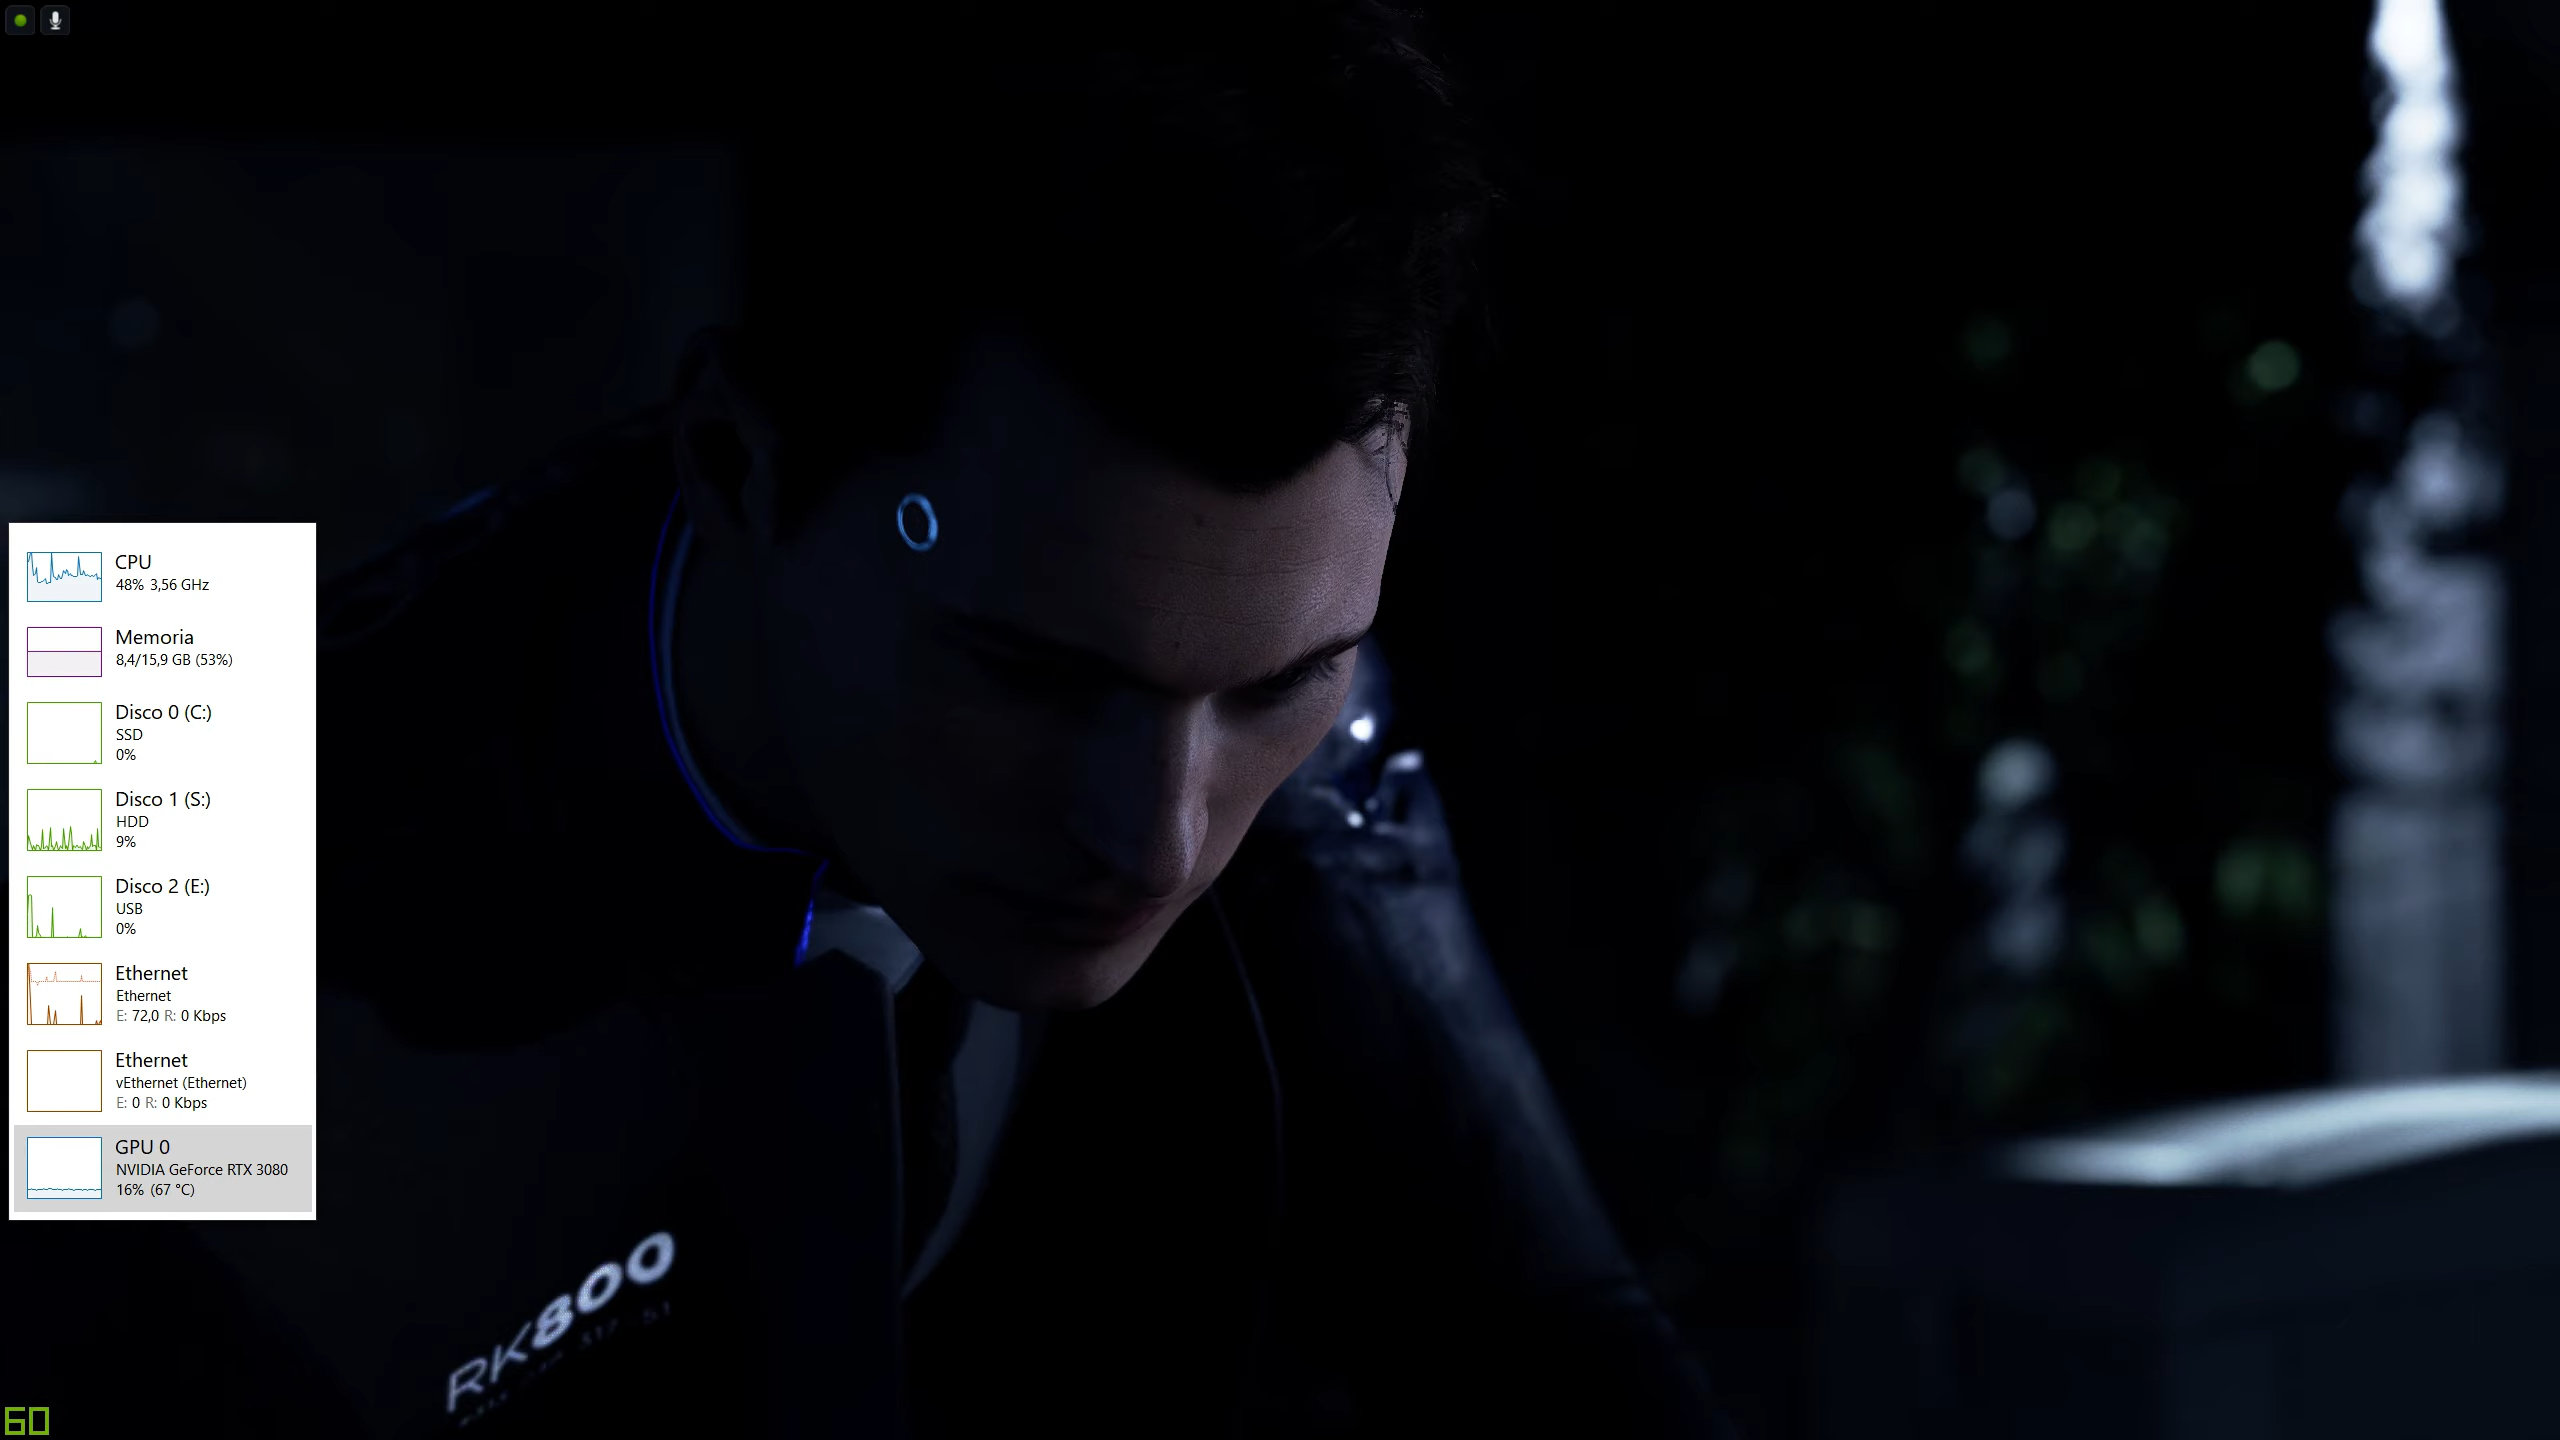 CPU
48% 3,56 GHz
Memoria
8,4/15,9 GB (53%)
Disco 0 (C:)
SSD
0%
Disco 1 (S:)
HDD
9%
Disco 2 (E:)
USB
0%
Ethernet
Ethernet
E: 72,0 R: 0 Kbps
Ethernet
vEthernet (Ethernet)
E: 0 R: 0 Kbps
GPU 0
NVIDIA GeForce RTX 3080
16% (67 °C)
RK800
60